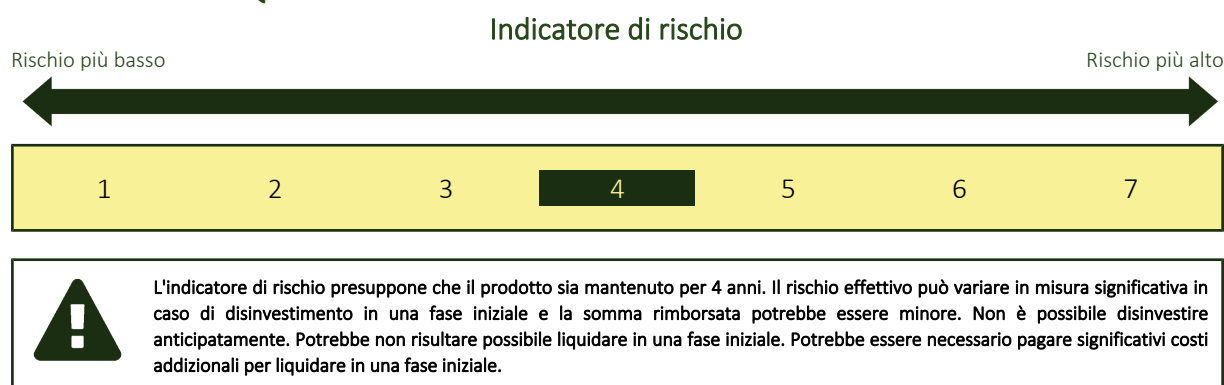 Indicatore di rischio
Rischio più basso Rischio più alto
1 2 3 4 5 6 7
L'indicatore di rischio presuppone che il prodotto sia mantenuto per 4 anni. Il rischio effettivo può variare in misura significativa in
caso di disinvestimento in una fase iniziale e la somma rimborsata potrebbe essere minore. Non è possibile disinvestire
anticipatamente. Potrebbe non risultare possibile liquidare in una fase iniziale. Potrebbe essere necessario pagare significativi costi
addizionali per liquidare in una fase iniziale.